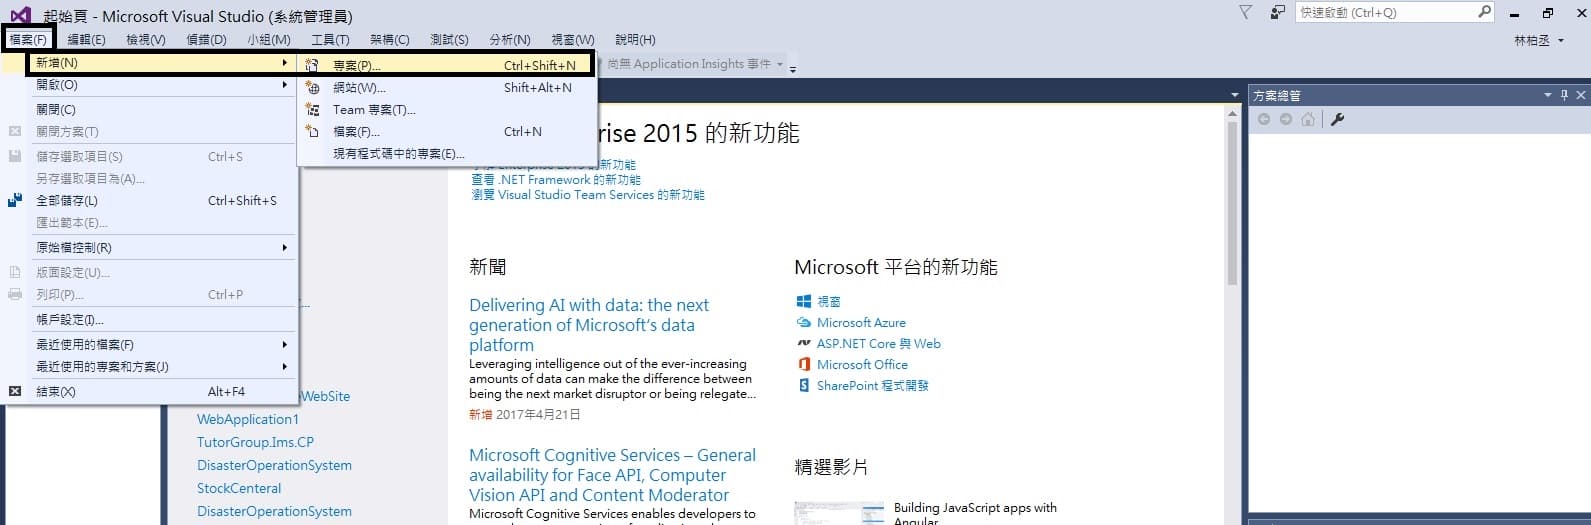 起始頁 - Microsoft Visual Studio (系統管理員)
快速啟動 (Ctrl+Q)
檔案(F) 編輯(E) 檢視(V) 偵錯(D) 小組(M) 工具(T) 架構(C) 測試(S) 分析(N) 視窗(W) 說明(H)
林柏丞
新增(N)
開啟(O)
關閉(C)
關閉方案(T)
儲存選取項目(S) Ctrl+S
另存選取項目為(A)...
全部儲存(L) Ctrl+Shift+S
匯出範本(E)...
原始檔控制(R)
版面設定(U)...
列印(P)... Ctrl+P
帳戶設定(I)...
最近使用的檔案(F)
最近使用的專案和方案(J)
結束(X) Alt+F4
專案(P)... Ctrl+Shift+N
網站(W)... Shift+Alt+N
Team 專案(T)...
檔案(F)... Ctrl+N
現有程式碼中的專案(E)...
尚無 Application Insights 事件
rise 2015 的新功能
查看 .NET Framework 的新功能
瀏覽 Visual Studio Team Services 的新功能
WebSite
WebApplication1
TutorGroup.Ims.CP
DisasterOperationSystem
StockCenteral
DisasterOperationSystem
新聞
Delivering AI with data: the next
generation of Microsoft's data
platform
Leveraging intelligence out of the ever-increasing
amounts of data can make the difference between
being the next market disruptor or being relegate...
新增 2017年4月21日
Microsoft Cognitive Services – General
availability for Face API, Computer
Vision API and Content Moderator
Microsoft Cognitive Services enables developers to
Microsoft 平台的新功能
視窗
Microsoft Azure
ASP.NET Core 與 Web
Microsoft Office
SharePoint 程式開發
精選影片
Building JavaScript apps with
Angular
方案總管